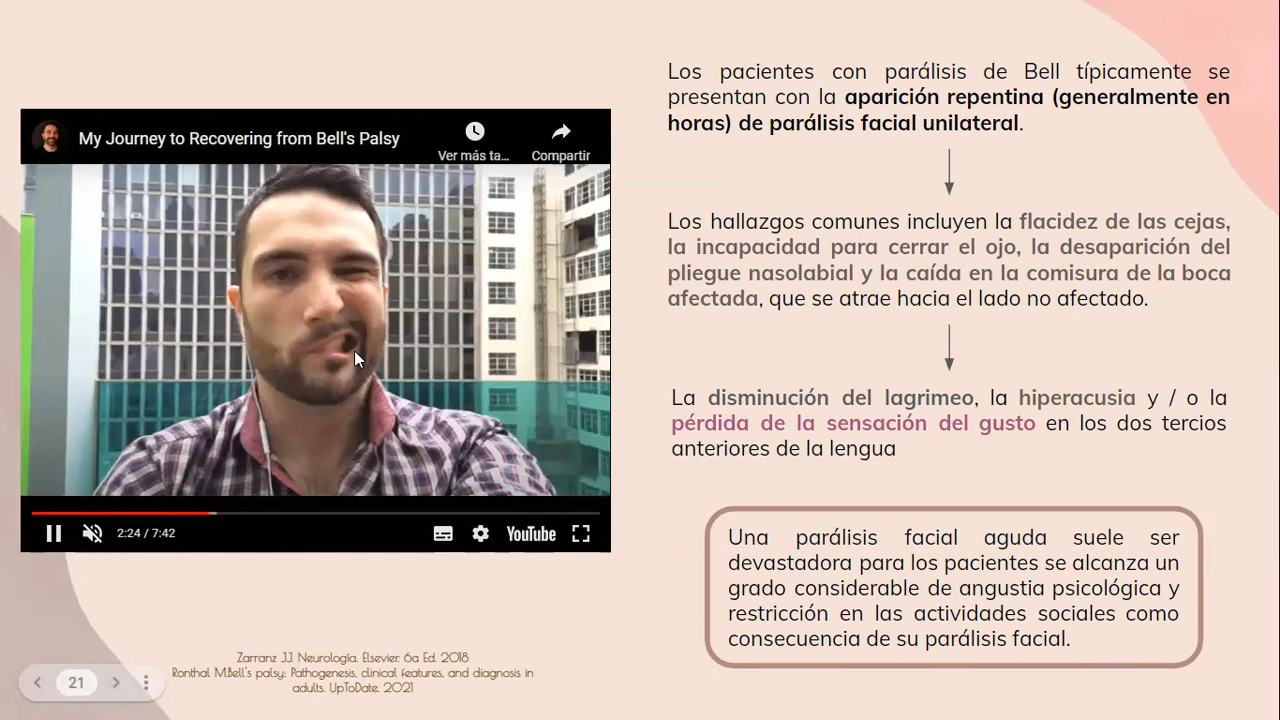 My Journey to Recovering from Bell's Palsy
Ver más ta...
Compartir
2:24 / 7:42
YouTube
Los pacientes con parálisis de Bell típicamente se
presentan con la aparición repentina (generalmente en
horas) de parálisis facial unilateral.
Los hallazgos comunes incluyen la flacidez de las cejas,
la incapacidad para cerrar el ojo, la desaparición del
pliegue nasolabial y la caída en la comisura de la boca
afectada, que se atrae hacia el lado no afectado.
La disminución del lagrimeo, la hiperacusia y / o la
pérdida de la sensación del gusto en los dos tercios
anteriores de la lengua
Una parálisis facial aguda suele ser
devastadora para los pacientes se alcanza un
grado considerable de angustia psicológica y
restricción en las actividades sociales como
consecuencia de su parálisis facial.
Zarranz J.J. Neurología. Elsevier. 6a Ed. 2018
Ronthal M.Bell's palsy: Pathogenesis, clinical features, and diagnosis in
adults. UpToDate. 2021
21